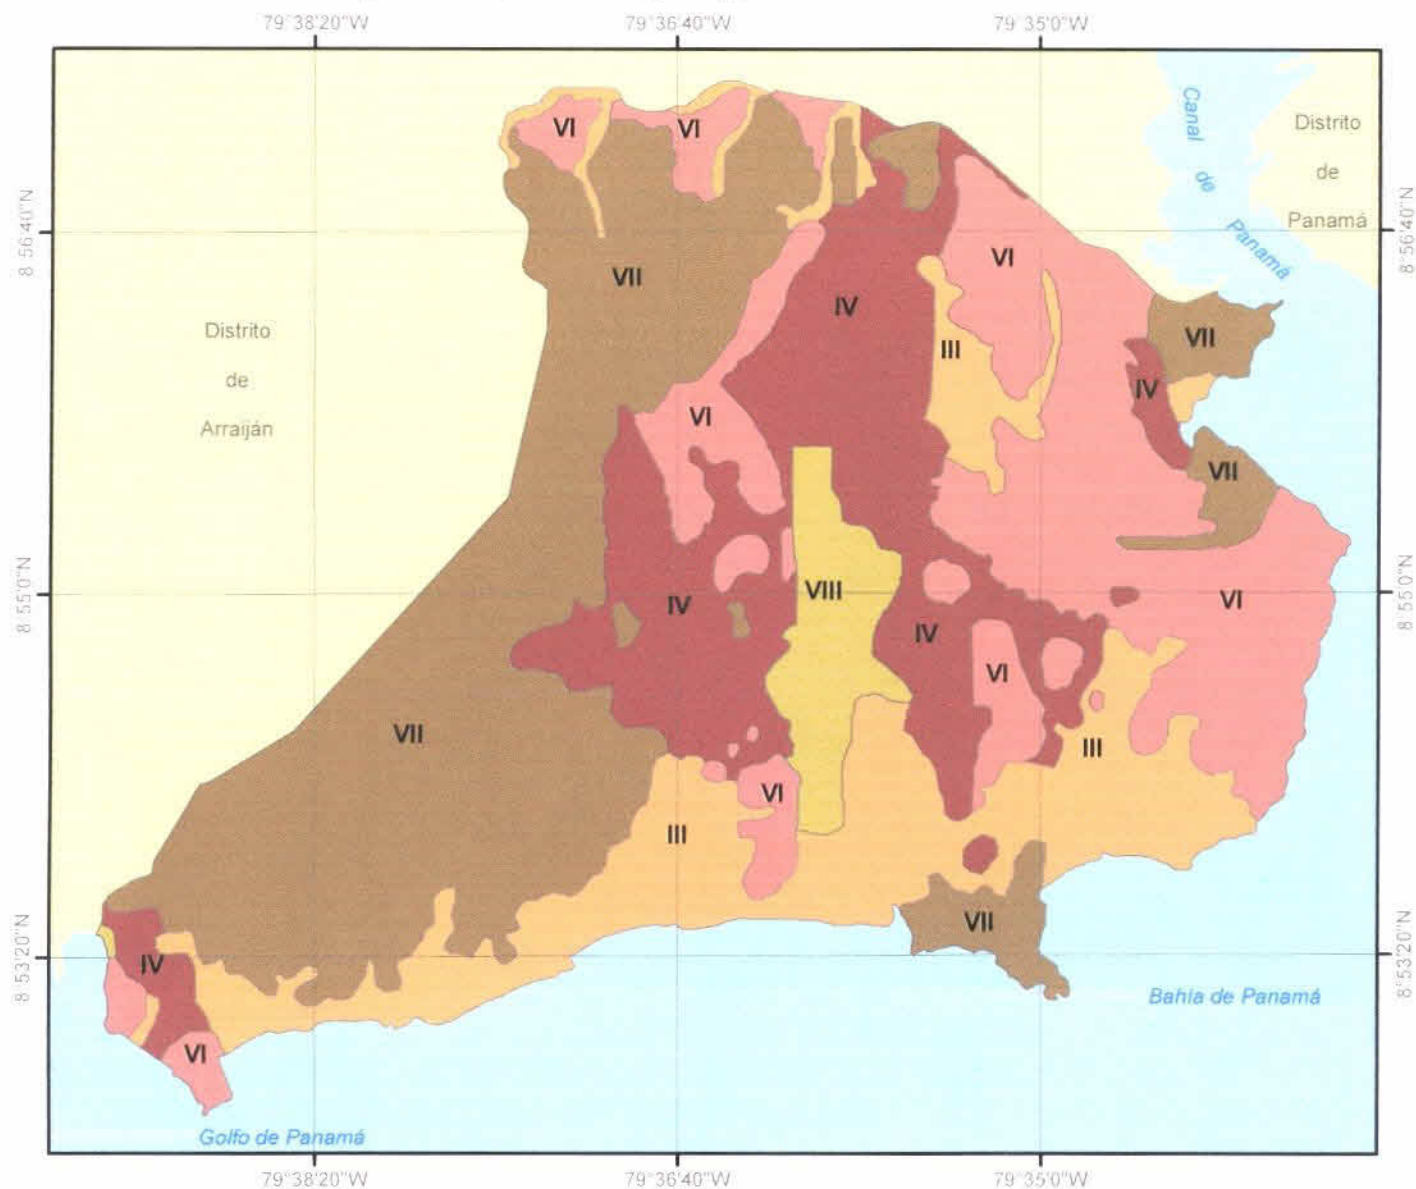 79°38'20"W
79°36'40"W
79°35'0"W
Canal
de
Panamá
Distrito
de
Panamá
8°56'40"N
8°56'40"N
VI
VI
VI
VII
IV
III
VII
IV
Distrito
de
Arraiján
VI
VII
8°55'0"N
8°55'0"N
VIII
IV
VI
IV
VI
VII
III
VI
III
VII
8°53'20"N
8°53'20"N
IV
Bahía de Panamá
VI
Golfo de Panamá
79°38'20"W
79°36'40"W
79°35'0"W